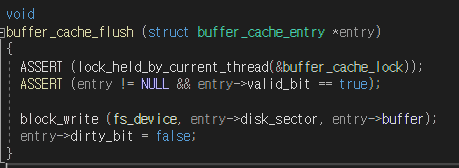 void
buffer_cache_flush (struct buffer_cache_entry *entry)
{
ASSERT (lock_held_by_current_thread(&buffer_cache_lock));
ASSERT (entry != NULL && entry->valid_bit == true);
block_write (fs_device, entry->disk_sector, entry->buffer);
entry->dirty_bit = false;
}